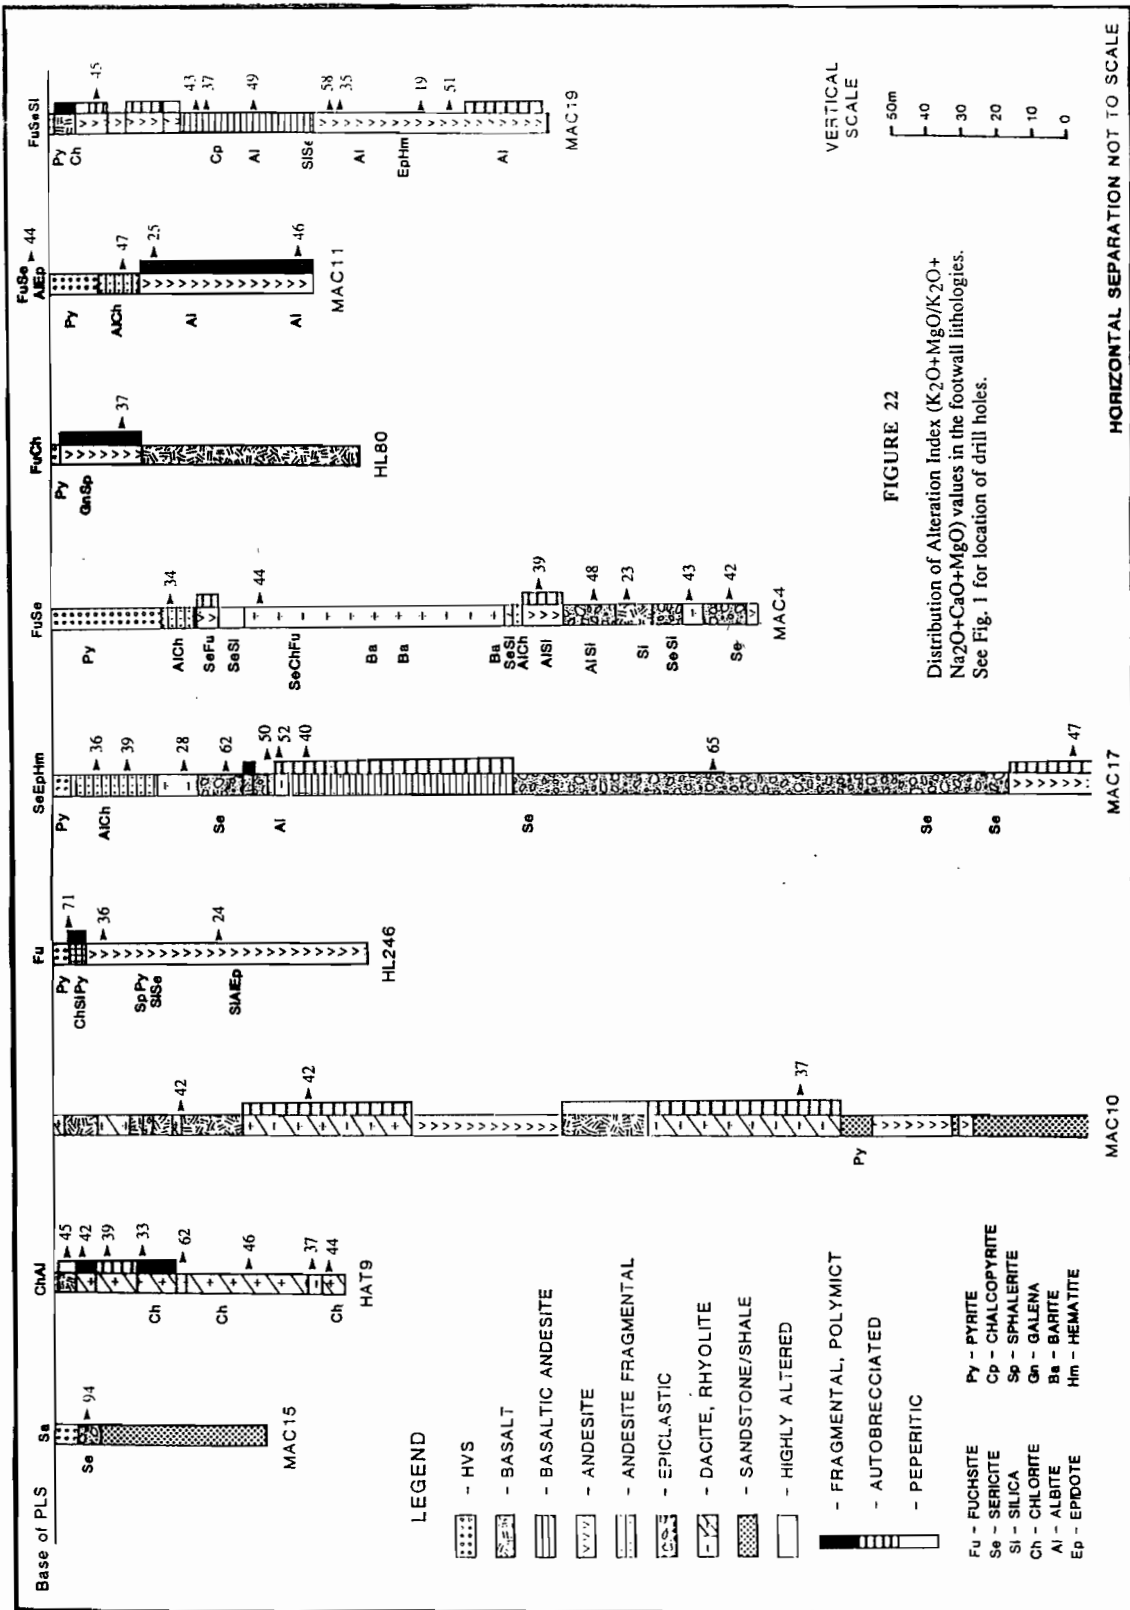 Base of PLS
Se
Se
94
MAC15
ChAl
45
42
39
33
62
46
37
44
Ch
Ch
Ch
HAT9
42
42
37
Py
MAC10
Fu
Py
ChSiPy
SpPy
SiSe
SiAlEp
71
36
24
HL246
SeEpHm
Py
AlCh
Se
Al
Se
Se
Se
36
39
28
62
50
52
40
65
47
MAC17
FuSe
Py
AlCh
SeFu
SeSi
SeChFu
Ba
Ba
Ba
SeSi
AlCh
AlSi
AlSi
Si
SeSi
Se
34
44
39
48
23
43
42
MAC4
FuCh
Py
GnSp
37
HL80
FuSe
AlEp
44
Py
AlCh
Al
Al
47
25
46
MAC11
FuSeSi
Py
Ch
Cp
Al
SiSe
Al
EpHm
Al
45
43
37
49
58
35
19
51
MAC19
LEGEND
- HVS
- BASALT
- BASALTIC ANDESITE
- ANDESITE
- ANDESITE FRAGMENTAL
- EPICLASTIC
- DACITE, RHYOLITE
- SANDSTONE/SHALE
- HIGHLY ALTERED
- FRAGMENTAL, POLYMICT
- AUTOBRECCIATED
- PEPERITIC
Fu - FUCHSITE
Se - SERICITE
Si - SILICA
Ch - CHLORITE
Al - ALBITE
Ep - EPIDOTE
Py - PYRITE
Cp - CHALCOPYRITE
Sp - SPHALERITE
Gn - GALENA
Ba - BARITE
Hm - HEMATITE
FIGURE 22
Distribution of Alteration Index (K2O+MgO/K2O+
Na2O+CaO+MgO) values in the footwall lithologies.
See Fig. 1 for location of drill holes.
VERTICAL
SCALE
50m
40
30
20
10
0
HORIZONTAL SEPARATION NOT TO SCALE